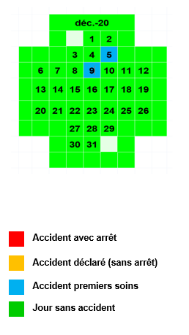 déc.-20
1 2
3 4 5
6 7 8 9 10 11 12
13 14 15 16 17 18 19
20 21 22 23 24 25 26
27 28 29
30 31
Accident avec arrêt
Accident déclaré (sans arrêt)
Accident premiers soins
Jour sans accident